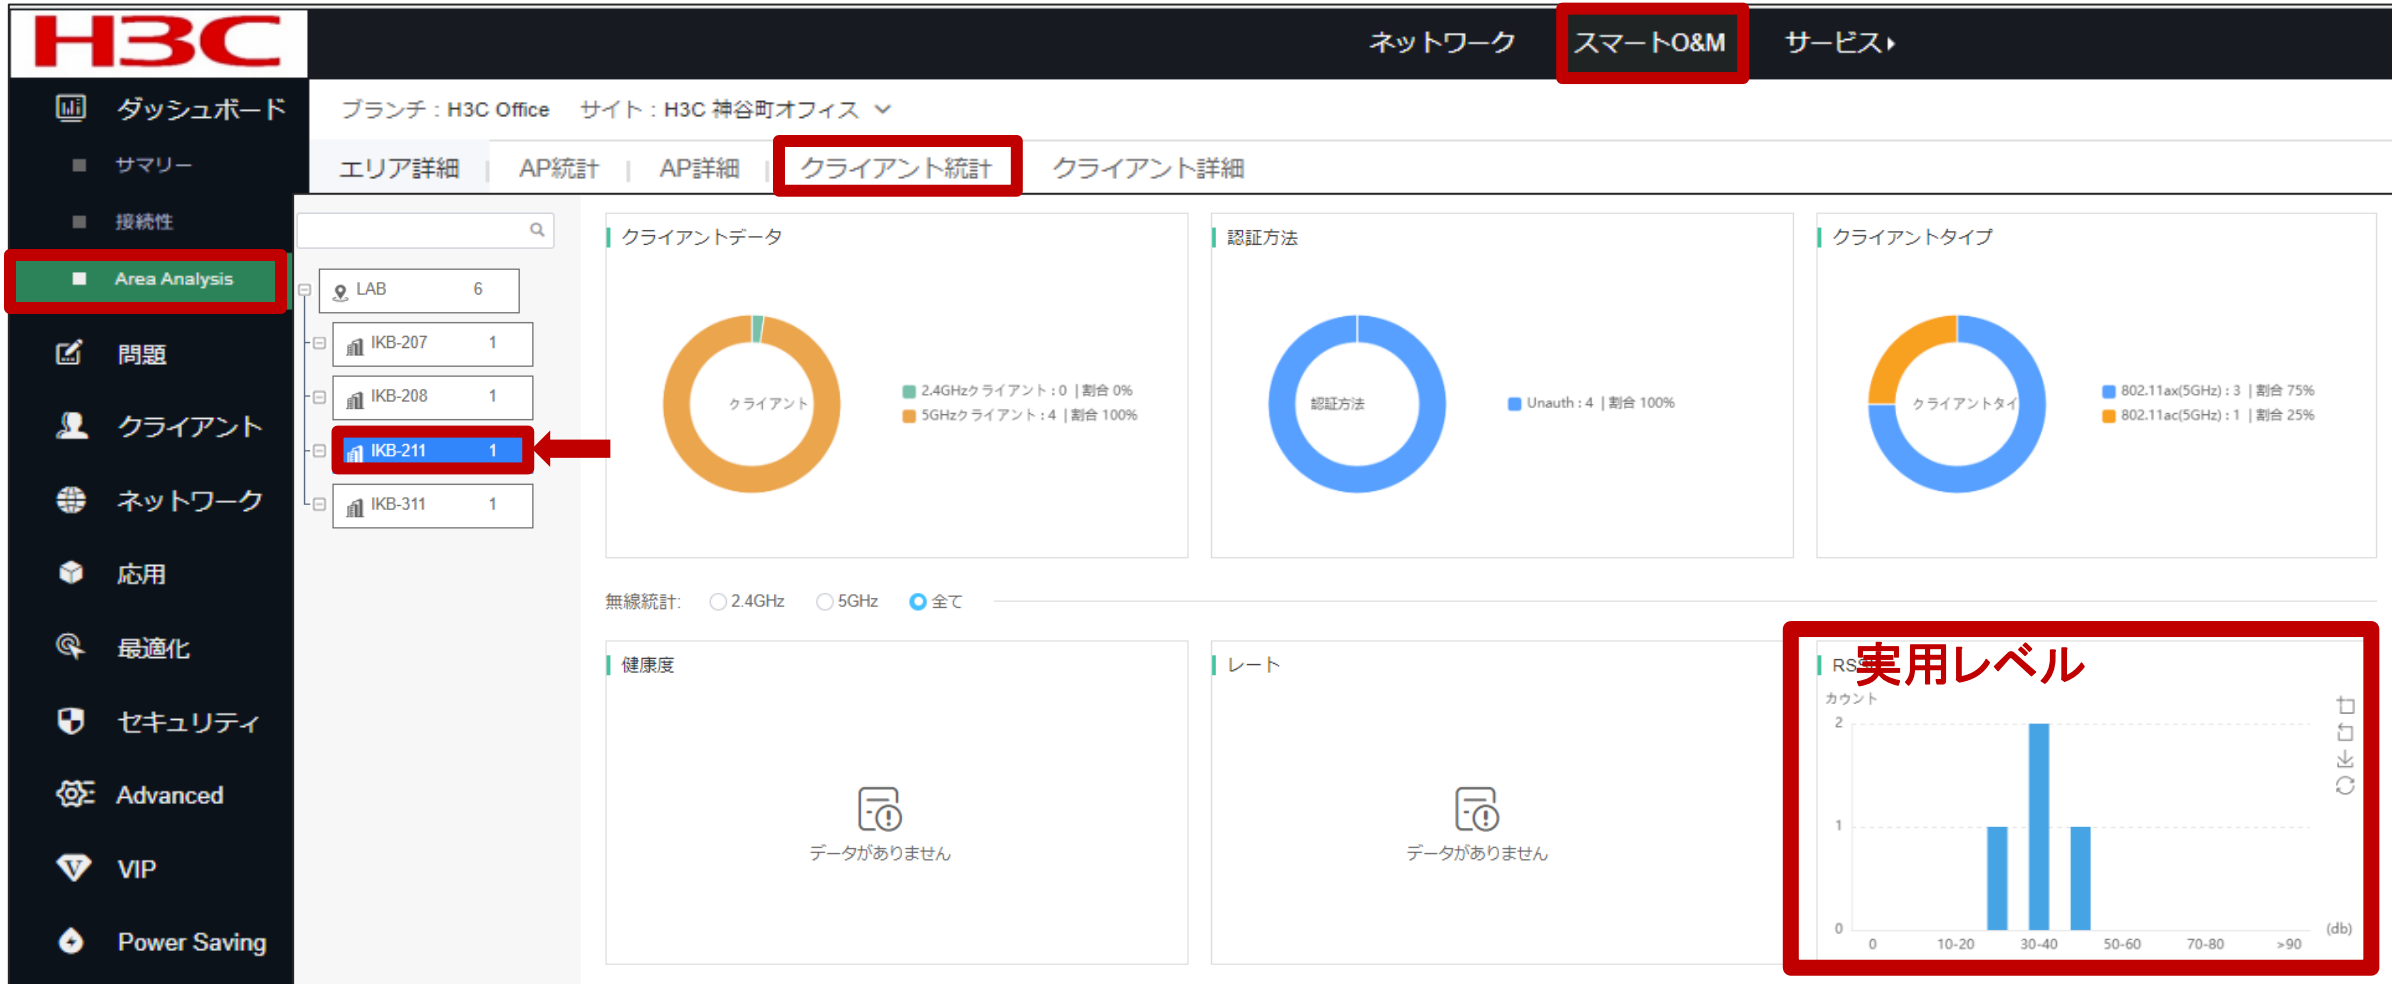 H3C
ネットワーク スマートO&M サービス
ダッシュボード
サマリー
接続性
Area Analysis
問題
クライアント
ネットワーク
応用
最適化
セキュリティ
Advanced
VIP
Power Saving
ブランチ : H3C Office サイト : H3C 神谷町オフィス
エリア詳細 | AP統計 | AP詳細 | クライアント統計 クライアント詳細
LAB 6
IKB-207 1
IKB-208 1
IKB-211 1
IKB-311 1
クライアントデータ
クライアント
2.4GHzクライアント : 0 | 割合 0%
5GHzクライアント : 4 | 割合 100%
認証方法
認証方法
Unauth : 4 | 割合 100%
クライアントタイプ
クライアントタイ
802.11ax(5GHz) : 3 | 割合 75%
802.11ac(5GHz) : 1 | 割合 25%
無線統計: 2.4GHz 5GHz 全て
健康度
データがありません
レート
データがありません
実用レベル
カウント
2
1
0
0 10-20 30-40 50-60 70-80 >90 (db)